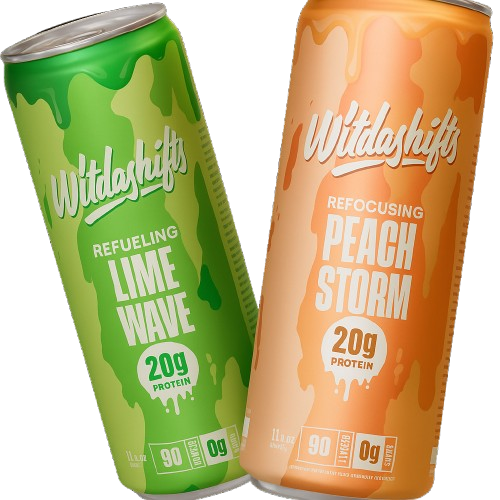 Witdashifts
REFUELING
LIME
WAVE
20g
PROTEIN
90
0g
Witdashifts
REFOCUSING
PEACH
STORM
20g
PROTEIN
90
0g